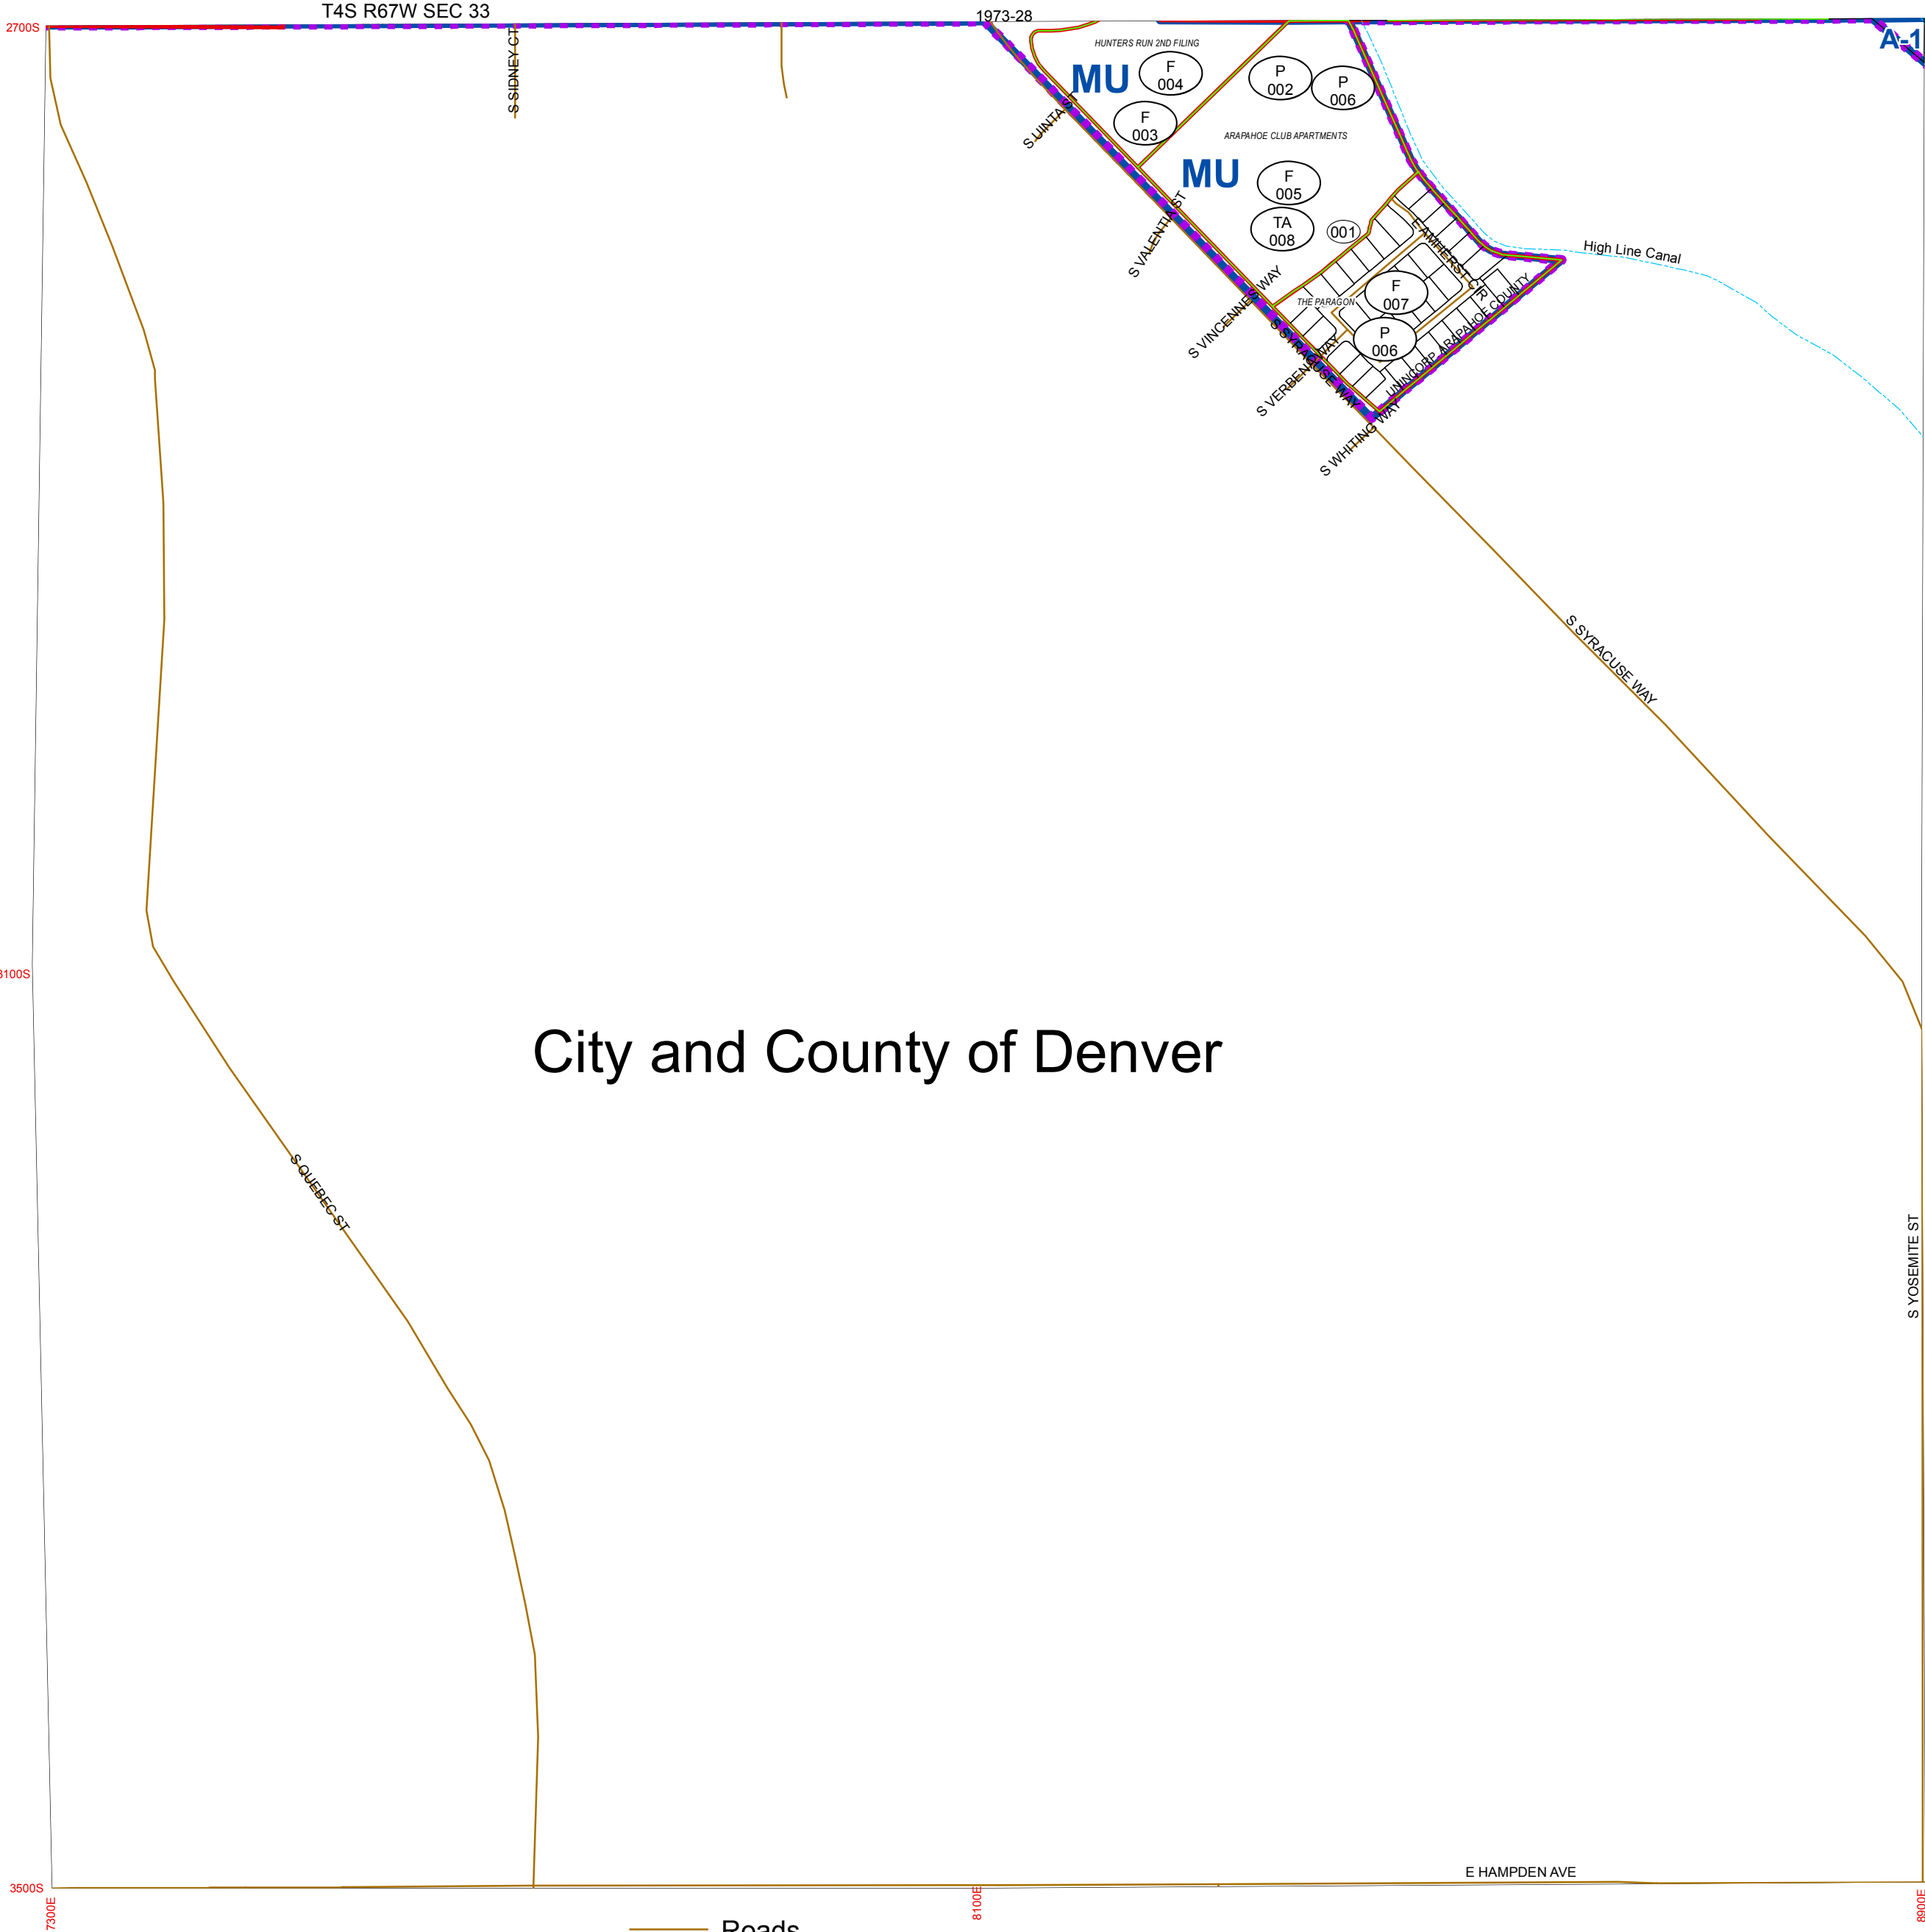 T4S R67W SEC 33
1973-28
2700S
A-1
S SIDNEY CT
HUNTERS RUN 2ND FILING
MU
F
004
P
002
P
006
F
003
S UINTA ST
ARAPAHOE CLUB APARTMENTS
MU
F
005
TA
008
001
S VALENTIA ST
E AMHERST CIR
High Line Canal
S VINCENNES WAY
THE PARAGON
F
007
P
006
UNINCORP ARAPAHOE COUNTY
S SYRACUSE WAY
S VERBENA WAY
S WHITING WAY
S SYRACUSE WAY
3100S
City and County of Denver
S QUEBEC ST
S YOSEMITE ST
E HAMPDEN AVE
3500S
7300E
8100E
8900E
Roads